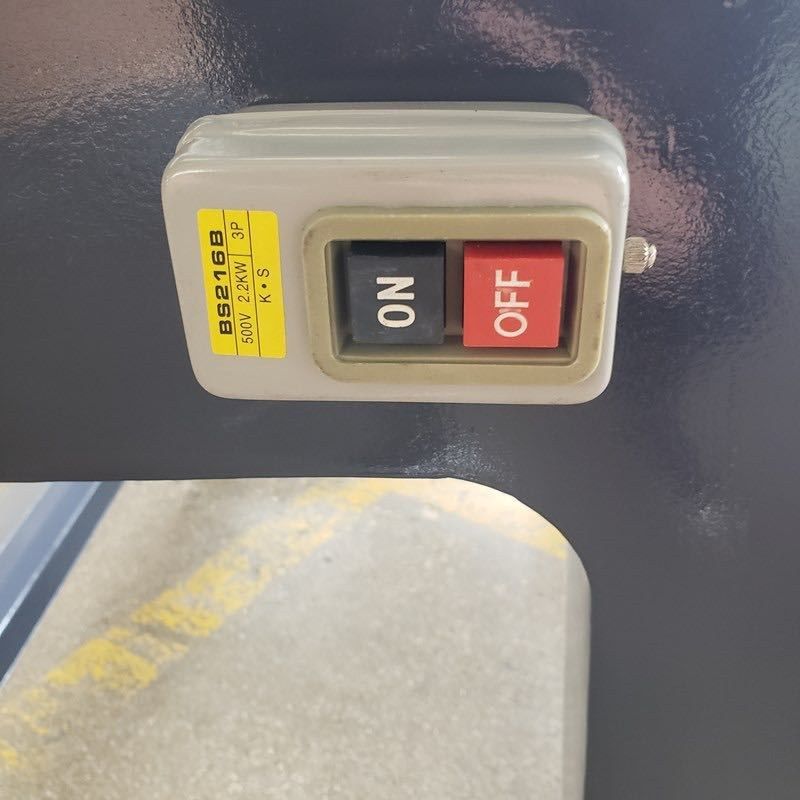 BS216B
500V 2.2KW 3P
K•S
ON
OFF